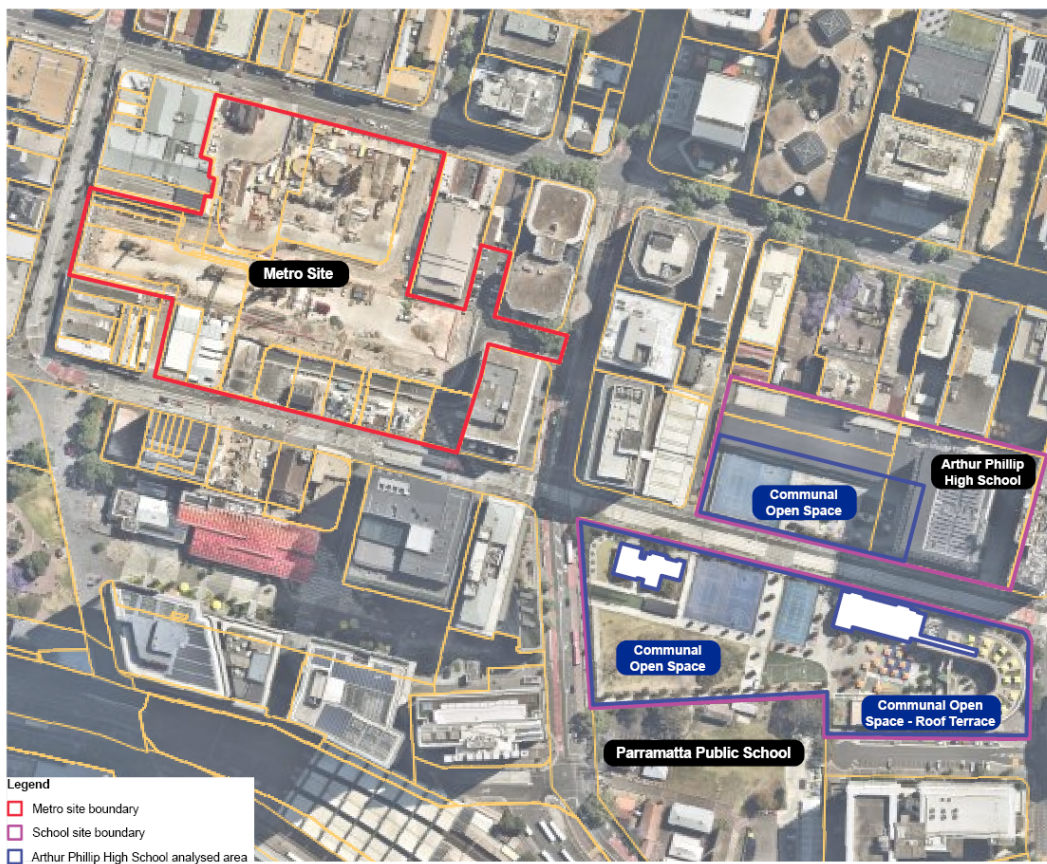 Metro Site
Arthur Phillip
High School
Communal
Open Space
Communal
Open Space
Communal Open
Space - Roof Terrace
Parramatta Public School
Legend
Metro site boundary
School site boundary
Arthur Phillip High School analysed area